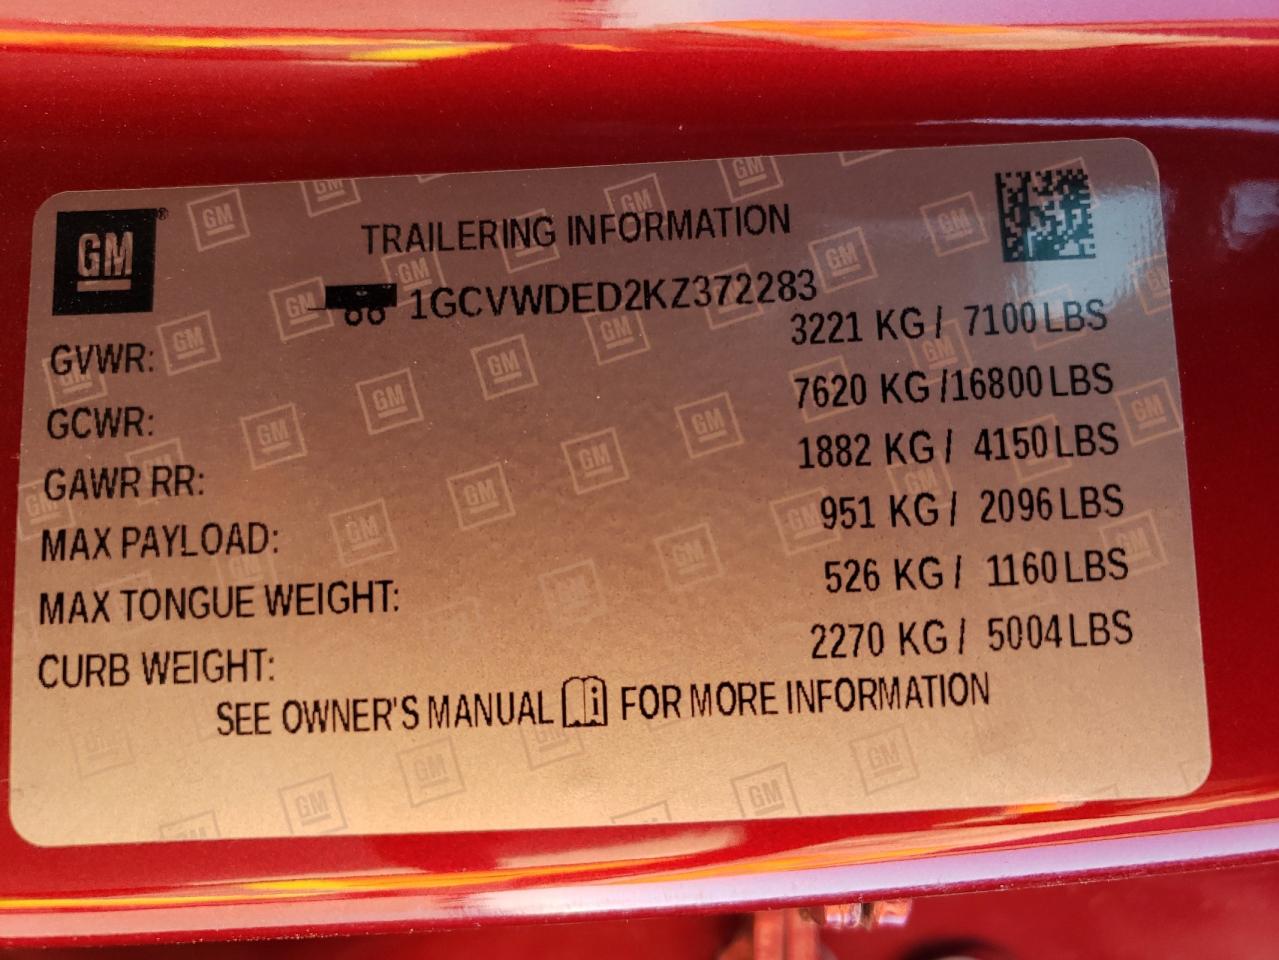 GM®
TRAILERING INFORMATION
1GCVWDED2KZ372283
GVWR: 3221 KG / 7100 LBS
GCWR: 7620 KG / 16800 LBS
GAWR RR: 1882 KG / 4150 LBS
MAX PAYLOAD: 951 KG / 2096 LBS
MAX TONGUE WEIGHT: 526 KG / 1160 LBS
CURB WEIGHT: 2270 KG / 5004 LBS
SEE OWNER'S MANUAL i FOR MORE INFORMATION